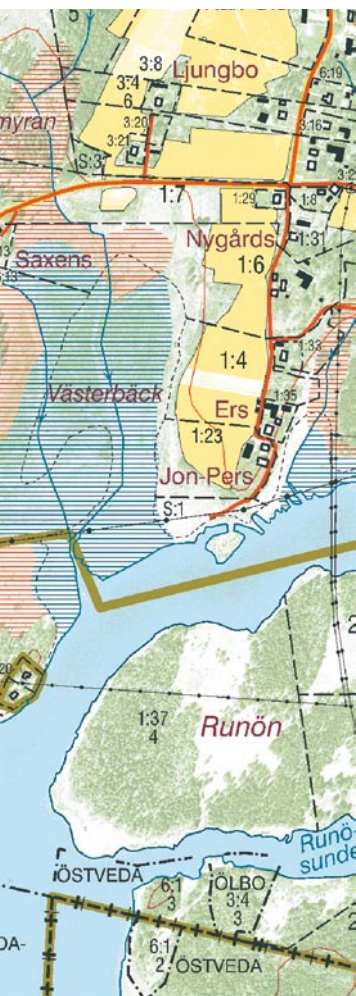 3:8
Ljungbo
3:4
6
6:19
myran
3:20
3:16
3:21
S:3
1:7
1:29
1:8
Nygårds
1:31
Saxens
1:6
1:4
1:33
Västerbäck
1:35
Ers
1:23
Jon-Pers
S:1
1:37
4
Runön
Runö-
sunde
ÖSTVEDA
6:1
3
ÖLBO
3:4
3
DA-
6:1
2
ÖSTVEDA